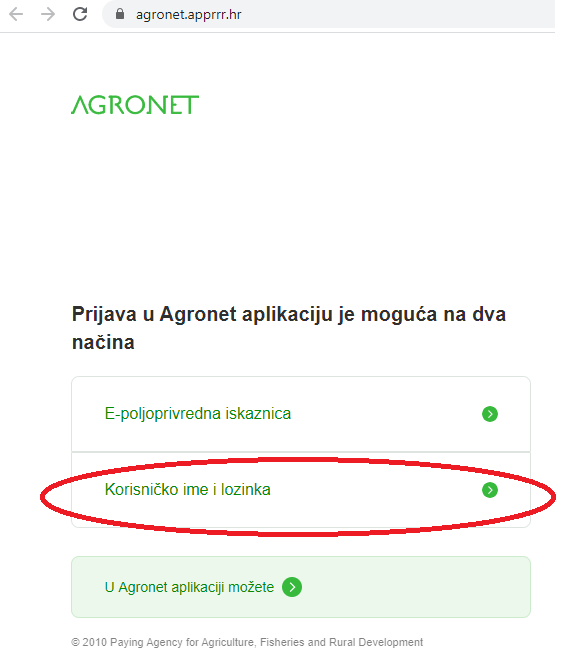 agronet.apprrr.hr
AGRONET
Prijava u Agronet aplikaciju je moguća na dva
načina
E-poljoprivredna iskaznica
Korisničko ime i lozinka
U Agronet aplikaciji možete
© 2010 Paying Agency for Agriculture, Fisheries and Rural Development